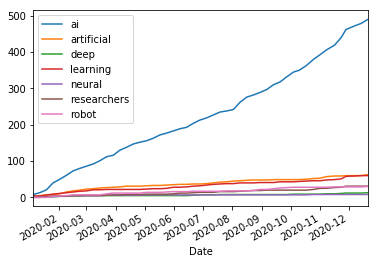 500
400
300
200
100
0
ai
artificial
deep
learning
neural
researchers
robot
2020-02
2020-03
2020-04
2020-05
2020-06
2020-07
2020-08
2020-09
2020-10
2020-11
2020-12
Date